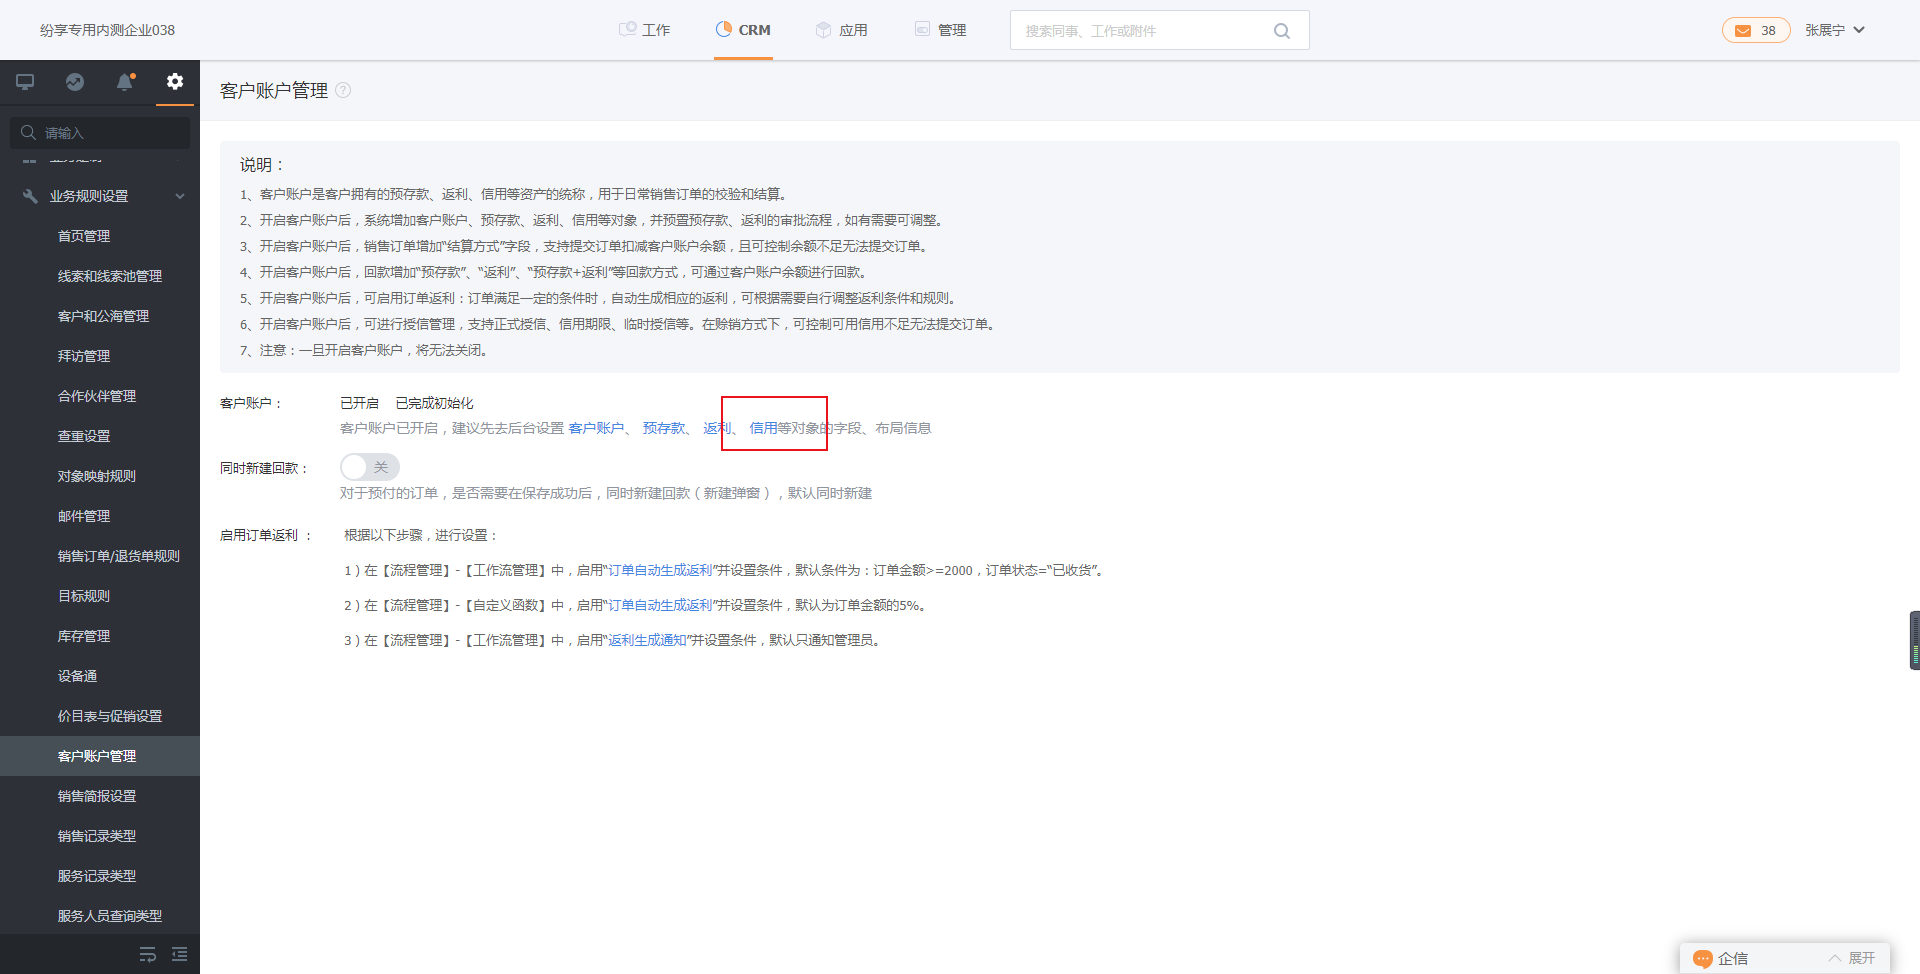 纷享专用内测企业038
工作
CRM
应用
管理
搜索同事、工作或附件
38
张展宁
请输入
业务规则设置
首页管理
线索和线索池管理
客户和公海管理
拜访管理
合作伙伴管理
查重设置
对象映射规则
邮件管理
销售订单/退货单规则
目标规则
库存管理
设备通
价目表与促销设置
客户账户管理
销售简报设置
销售记录类型
服务记录类型
服务人员查询类型
客户账户管理
说明：
1、客户账户是客户拥有的预存款、返利、信用等资产的统称，用于日常销售订单的校验和结算。
2、开启客户账户后，系统增加客户账户、预存款、返利、信用等对象，并预置预存款、返利的审批流程，如有需要可调整。
3、开启客户账户后，销售订单增加“结算方式”字段，支持提交订单扣减客户账户余额，且可控制余额不足无法提交订单。
4、开启客户账户后，回款增加“预存款”、“返利”、“预存款+返利”等回款方式，可通过客户账户余额进行回款。
5、开启客户账户后，可启用订单返利：订单满足一定的条件时，自动生成相应的返利，可根据需要自行调整返利条件和规则。
6、开启客户账户后，可进行授信管理，支持正式授信、信用期限、临时授信等。在赊销方式下，可控制可用信用不足无法提交订单。
7、注意：一旦开启客户账户，将无法关闭。
客户账户： 已开启 已完成初始化
客户账户已开启，建议先去后台设置 客户账户、 预存款、 返利、 信用等对象的字段、布局信息
同时新建回款： 关
对于预付的订单，是否需要在保存成功后，同时新建回款（新建弹窗），默认同时新建
启用订单返利 ： 根据以下步骤，进行设置：
1）在【流程管理】-【工作流管理】中，启用“订单自动生成返利”并设置条件，默认条件为：订单金额>=2000，订单状态=“已收货”。
2）在【流程管理】-【自定义函数】中，启用“订单自动生成返利”并设置条件，默认为订单金额的5%。
3）在【流程管理】-【工作流管理】中，启用“返利生成通知”并设置条件，默认只通知管理员。
企信
展开